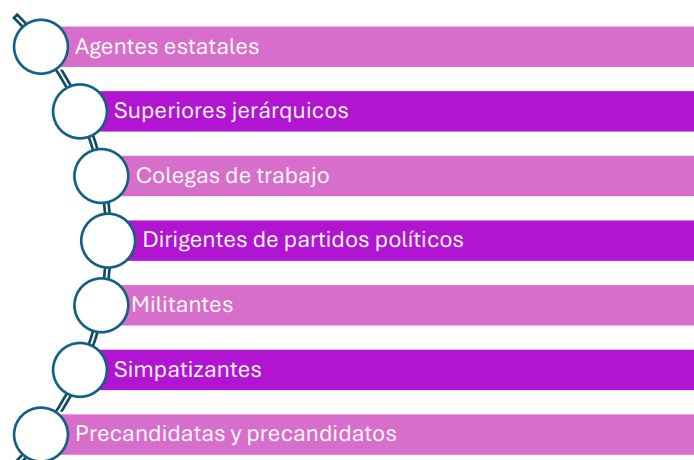 Agentes estatales
Superiores jerárquicos
Colegas de trabajo
Dirigentes de partidos políticos
Militantes
Simpatizantes
Precandidatas y precandidatos